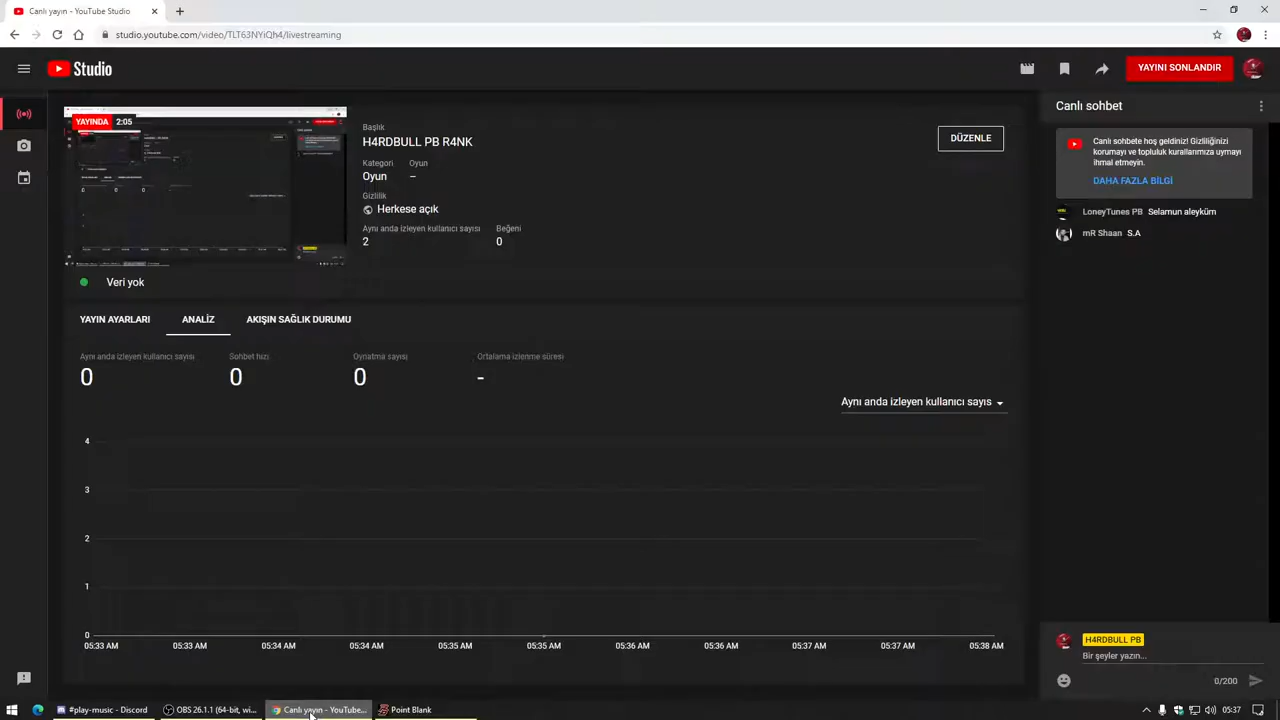 Canlı yayın - YouTube Studio
studio.youtube.com/video/TLT63NYiQh4/livestreaming
Studio
YAYINI SONLANDIR
YAYINDA 2:05
Başlık
H4RDBULL PB R4NK
DÜZENLE
Kategori Oyun
Oyun –
Gizlilik
Herkese açık
Aynı anda izleyen kullanıcı sayısı Beğeni
2 0
Veri yok
YAYIN AYARLARI ANALİZ AKIŞIN SAĞLIK DURUMU
Aynı anda izleyen kullanıcı sayısı Sohbet hızı Oynatma sayısı Ortalama izlenme süresi
0 0 0 -
Aynı anda izleyen kullanıcı sayıs
4
3
2
1
0
05:33 AM 05:33 AM 05:34 AM 05:34 AM 05:35 AM 05:35 AM 05:36 AM 05:36 AM 05:37 AM 05:37 AM 05:38 AM
Canlı sohbet
Canlı sohbete hoş geldiniz! Gizliliğinizi
korumayı ve topluluk kurallarımıza uymayı
ihmal etmeyin.
DAHA FAZLA BİLGİ
LoneyTunes PB Selamun aleyküm
mR Shaan S.A
H4RDBULL PB
Bir şeyler yazın...
0/200
#play-music - Discord
OBS 26.1.1 (64-bit, wi...
Canlı yayın - YouTube...
Point Blank
05:37